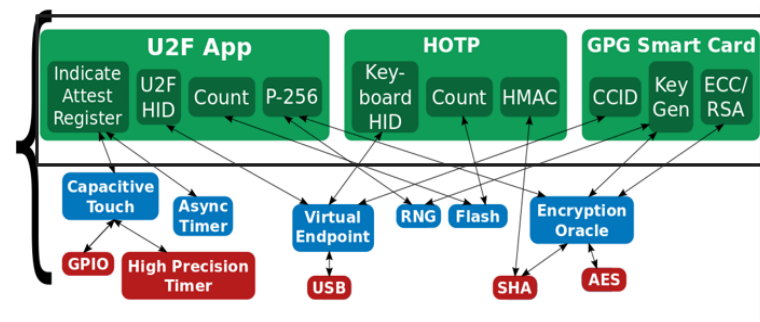 U2F App
HOTP
GPG Smart Card
Indicate
Attest
Register
U2F
HID
Count
P-256
Key-
board
HID
Count
HMAC
CCID
Key
Gen
ECC/
RSA
Capacitive
Touch
Async
Timer
Virtual
Endpoint
RNG
Flash
Encryption
Oracle
GPIO
High Precision
Timer
USB
SHA
AES